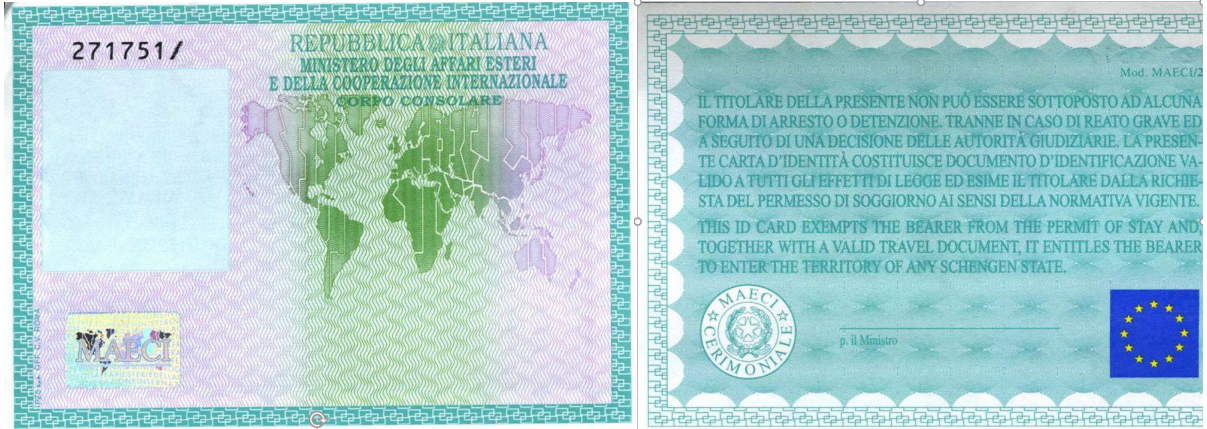 271751/
REPUBBLICA ITALIANA
MINISTERO DEGLI AFFARI ESTERI
E DELLA COOPERAZIONE INTERNAZIONALE
CORPO CONSOLARE
MAECI
Mod. MAECI/2
IL TITOLARE DELLA PRESENTE NON PUÒ ESSERE SOTTOPOSTO AD ALCUNA
FORMA DI ARRESTO O DETENZIONE, TRANNE IN CASO DI REATO GRAVE ED
A SEGUITO DI UNA DECISIONE DELLE AUTORITÀ GIUDIZIARIE. LA PRESEN-
TE CARTA D'IDENTITÀ COSTITUISCE DOCUMENTO D'IDENTIFICAZIONE VA-
LIDO A TUTTI GLI EFFETTI DI LEGGE ED ESIME IL TITOLARE DALLA RICHIE-
STA DEL PERMESSO DI SOGGIORNO AI SENSI DELLA NORMATIVA VIGENTE.
THIS ID CARD EXEMPTS THE BEARER FROM THE PERMIT OF STAY AND,
TOGETHER WITH A VALID TRAVEL DOCUMENT, IT ENTITLES THE BEARER
TO ENTER THE TERRITORY OF ANY SCHENGEN STATE.
MAECI
CERIMONIALE
p. il Ministro